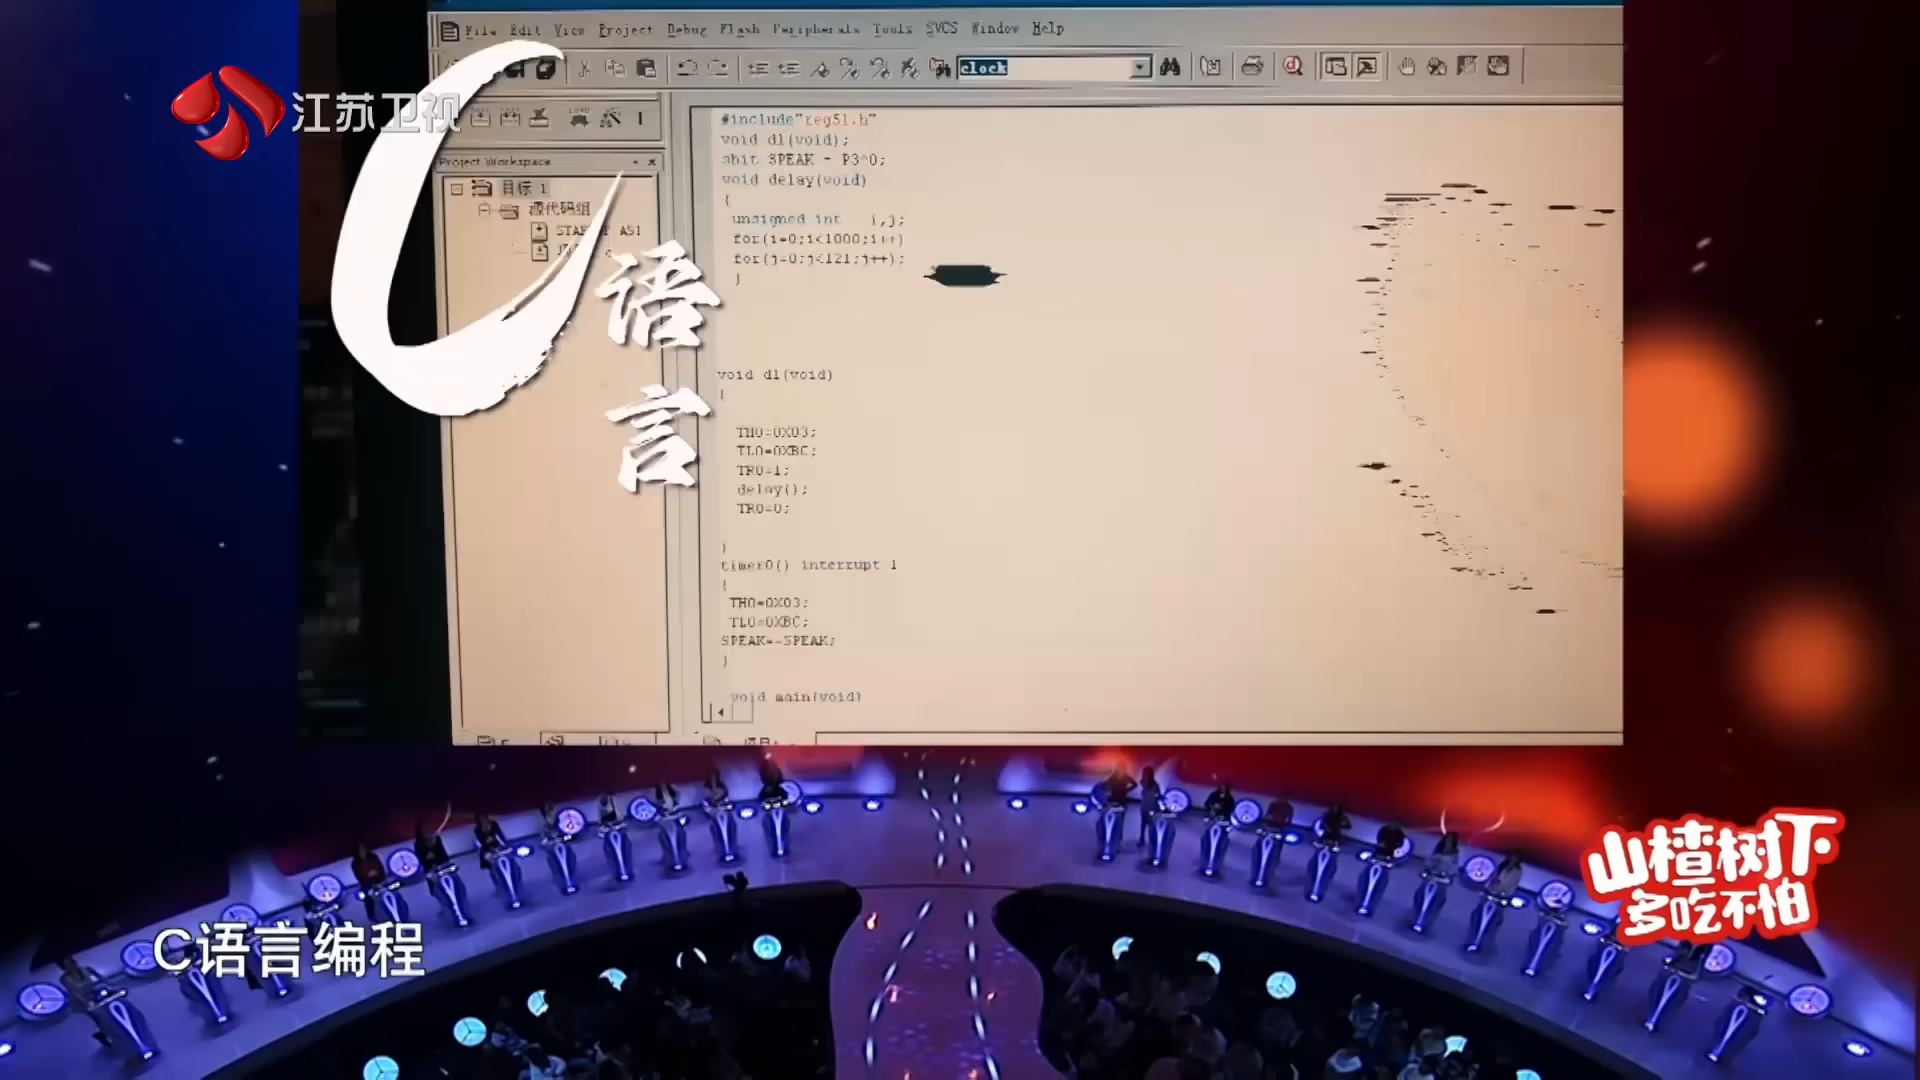 File Edit View Project Debug Flash Peripherals Tools SVCS Window Help
clock
江苏卫视
Project Workspace
目标 1
源代码组
C语言
#include"reg51.h"
void dl(void);
sbit SPEAK = P3^0;
void delay(void)
{
unsigned int i,j;
for(i=0;i<1000;i++)
for(j=0;j<121;j++);
}
void dl(void)
{
TH0=0X03;
TL0=0XBC;
TR0=1;
delay();
TR0=0;
}
timer0() interrupt 1
{
TH0=0X03;
TL0=0XBC;
SPEAK=~SPEAK;
}
void main(void)
山楂树下
多吃不怕
C语言编程